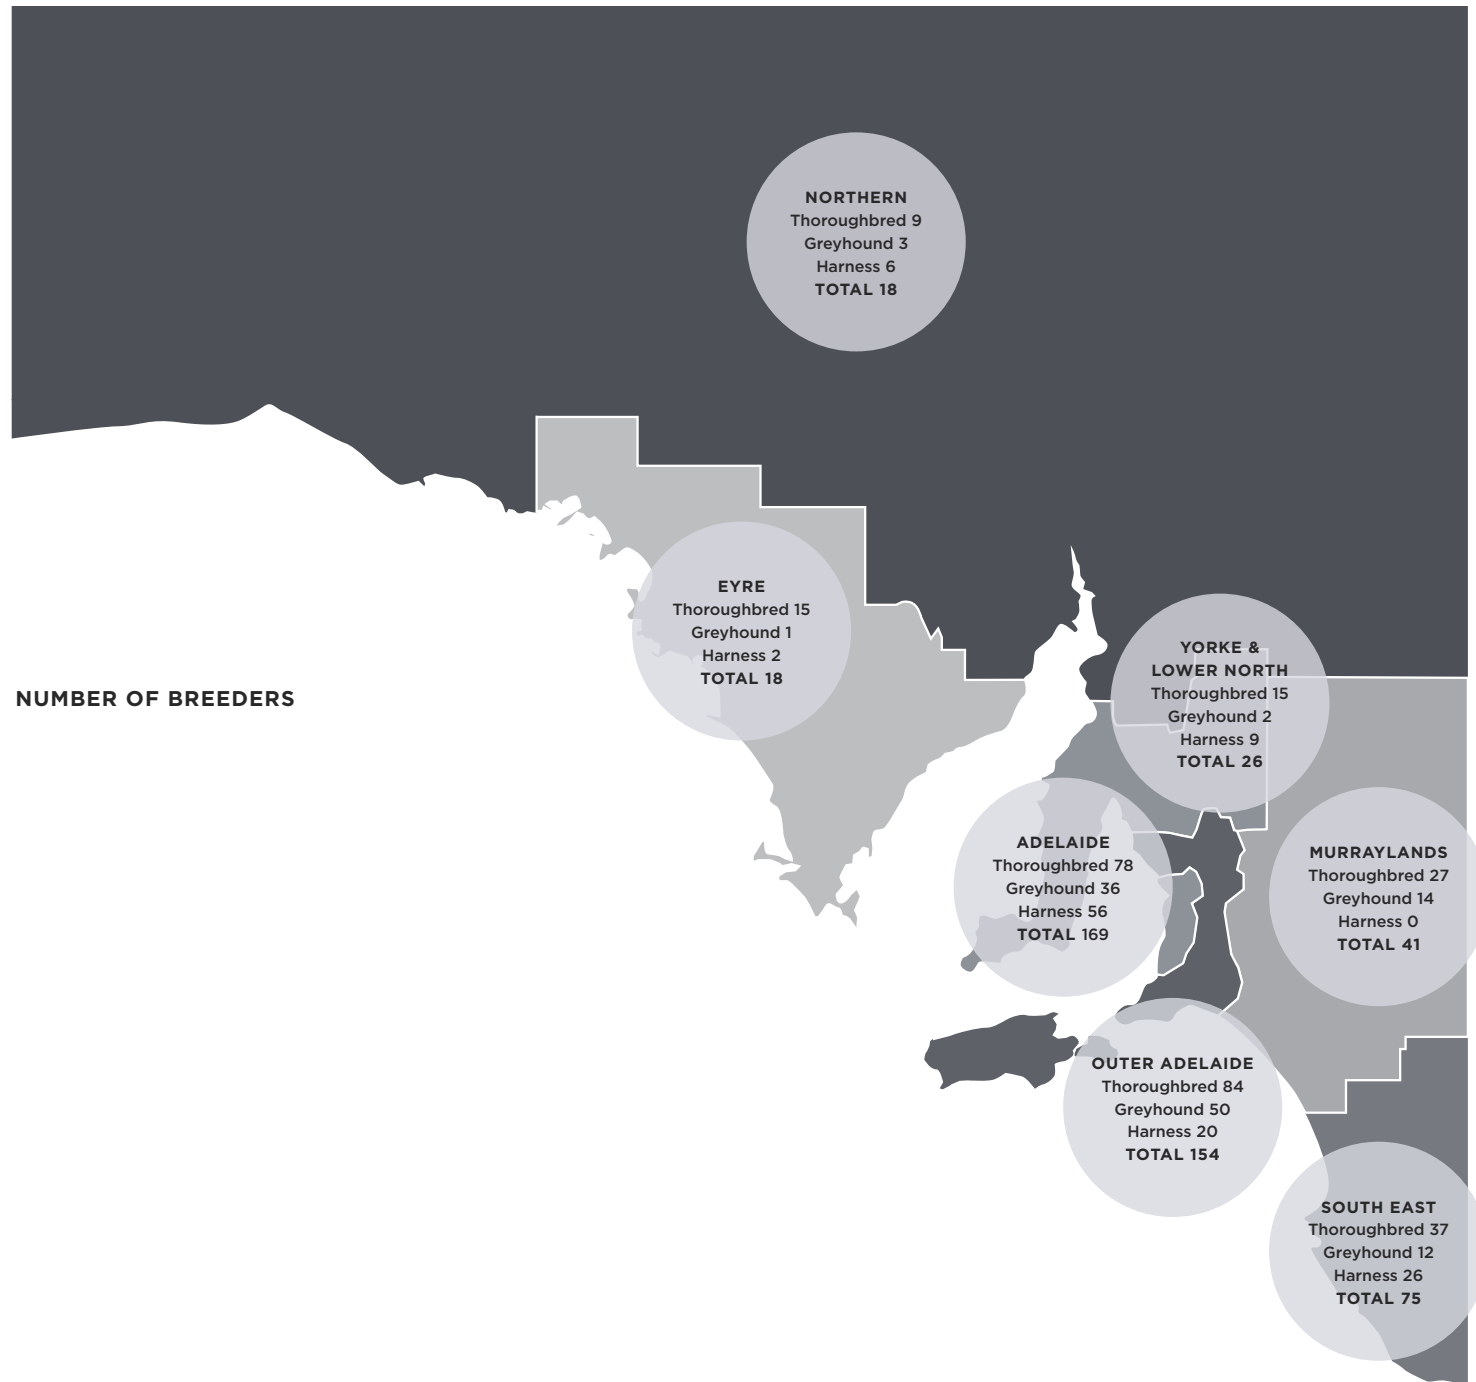 NORTHERN
Thoroughbred 9
Greyhound 3
Harness 6
TOTAL 18
EYRE
Thoroughbred 15
Greyhound 1
Harness 2
TOTAL 18
YORKE &
LOWER NORTH
Thoroughbred 15
Greyhound 2
Harness 9
TOTAL 26
NUMBER OF BREEDERS
ADELAIDE
Thoroughbred 78
Greyhound 36
Harness 56
TOTAL 169
MURRAYLANDS
Thoroughbred 27
Greyhound 14
Harness 0
TOTAL 41
OUTER ADELAIDE
Thoroughbred 84
Greyhound 50
Harness 20
TOTAL 154
SOUTH EAST
Thoroughbred 37
Greyhound 12
Harness 26
TOTAL 75